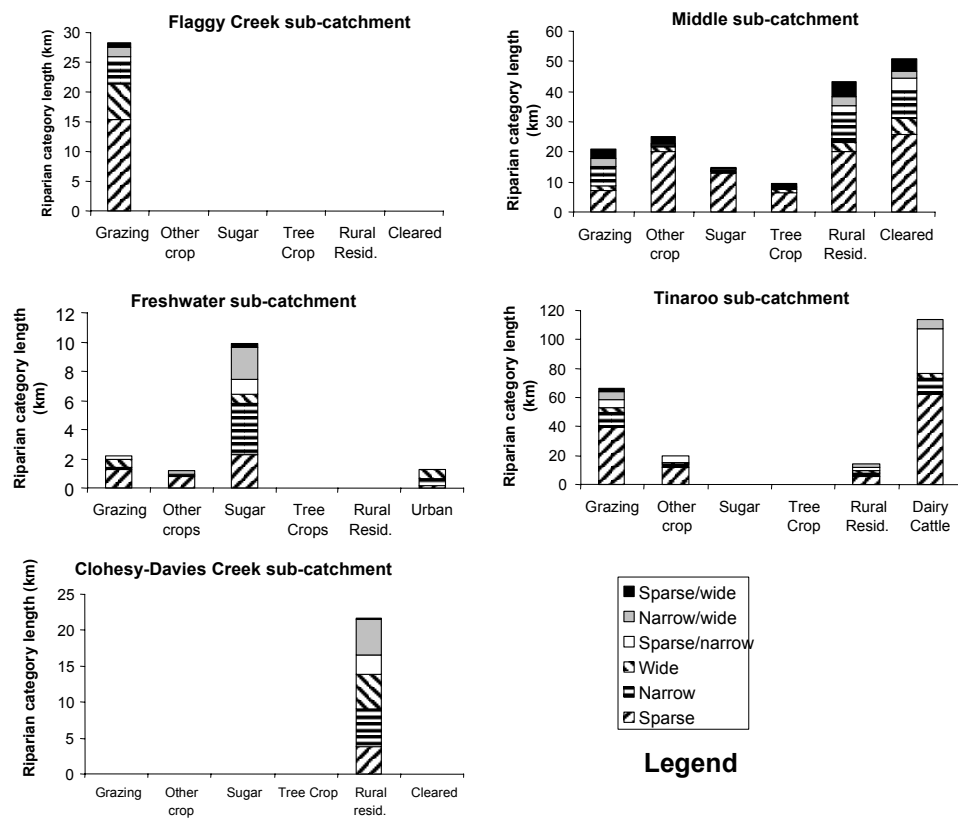 Flaggy Creek sub-catchment
Riparian category length (km)
30
25
20
15
10
5
0
Grazing Other Sugar Tree Rural Cleared
crop Crop Resid.
Middle sub-catchment
Riparian category length
(km)
60
50
40
30
20
10
0
Grazing Other Sugar Tree Rural Cleared
crop Crop Resid.
Freshwater sub-catchment
Riparian category length
(km)
12
10
8
6
4
2
0
Grazing Other Sugar Tree Rural Urban
crops Crops Resid.
Tinaroo sub-catchment
Riparian category length
(km)
120
100
80
60
40
20
0
Grazing Other Sugar Tree Rural Dairy
crop Crop Resid. Cattle
Clohesy-Davies Creek sub-catchment
Riparian category length (km)
25
20
15
10
5
0
Grazing Other Sugar Tree Crop Rural Cleared
crop resid.
Sparse/wide
Narrow/wide
Sparse/narrow
Wide
Narrow
Sparse
Legend